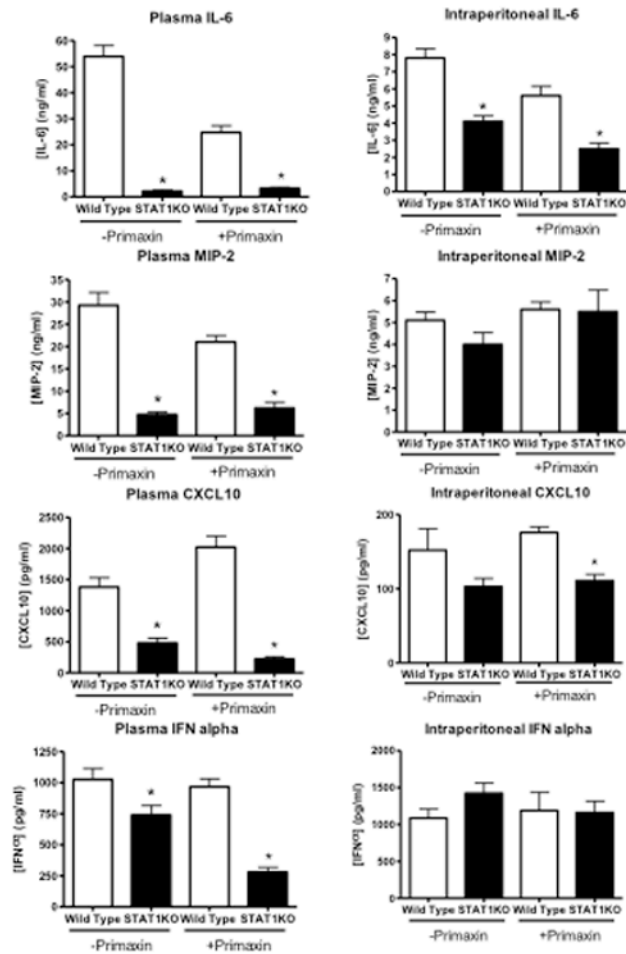 Plasma IL-6
[IL-6] (ng/ml)
60
50
40
30
20
10
0
*
*
Wild Type STAT1KO Wild Type STAT1KO
-Primaxin +Primaxin
Intraperitoneal IL-6
[IL-6] (ng/ml)
9
8
7
6
5
4
3
2
1
0
*
*
Wild Type STAT1KO Wild Type STAT1KO
-Primaxin +Primaxin
Plasma MIP-2
[MIP-2] (ng/ml)
35
30
25
20
15
10
5
0
*
*
Wild Type STAT1KO Wild Type STAT1KO
-Primaxin +Primaxin
Intraperitoneal MIP-2
[MIP-2] (ng/ml)
7
6
5
4
3
2
1
0
Wild Type STAT1KO Wild Type STAT1KO
-Primaxin +Primaxin
Plasma CXCL10
[CXCL10] (pg/ml)
2500
2000
1500
1000
500
0
*
*
Wild Type STAT1KO Wild Type STAT1KO
-Primaxin +Primaxin
Intraperitoneal CXCL10
[CXCL10] (pg/ml)
200
100
0
*
Wild Type STAT1KO Wild Type STAT1KO
-Primaxin +Primaxin
Plasma IFN alpha
[IFNα] (pg/ml)
1250
1000
750
500
250
0
*
*
Wild Type STAT1KO Wild Type STAT1KO
-Primaxin +Primaxin
Intraperitoneal IFN alpha
[IFNα] (pg/ml)
2000
1500
1000
500
0
Wild Type STAT1KO Wild Type STAT1KO
-Primaxin +Primaxin